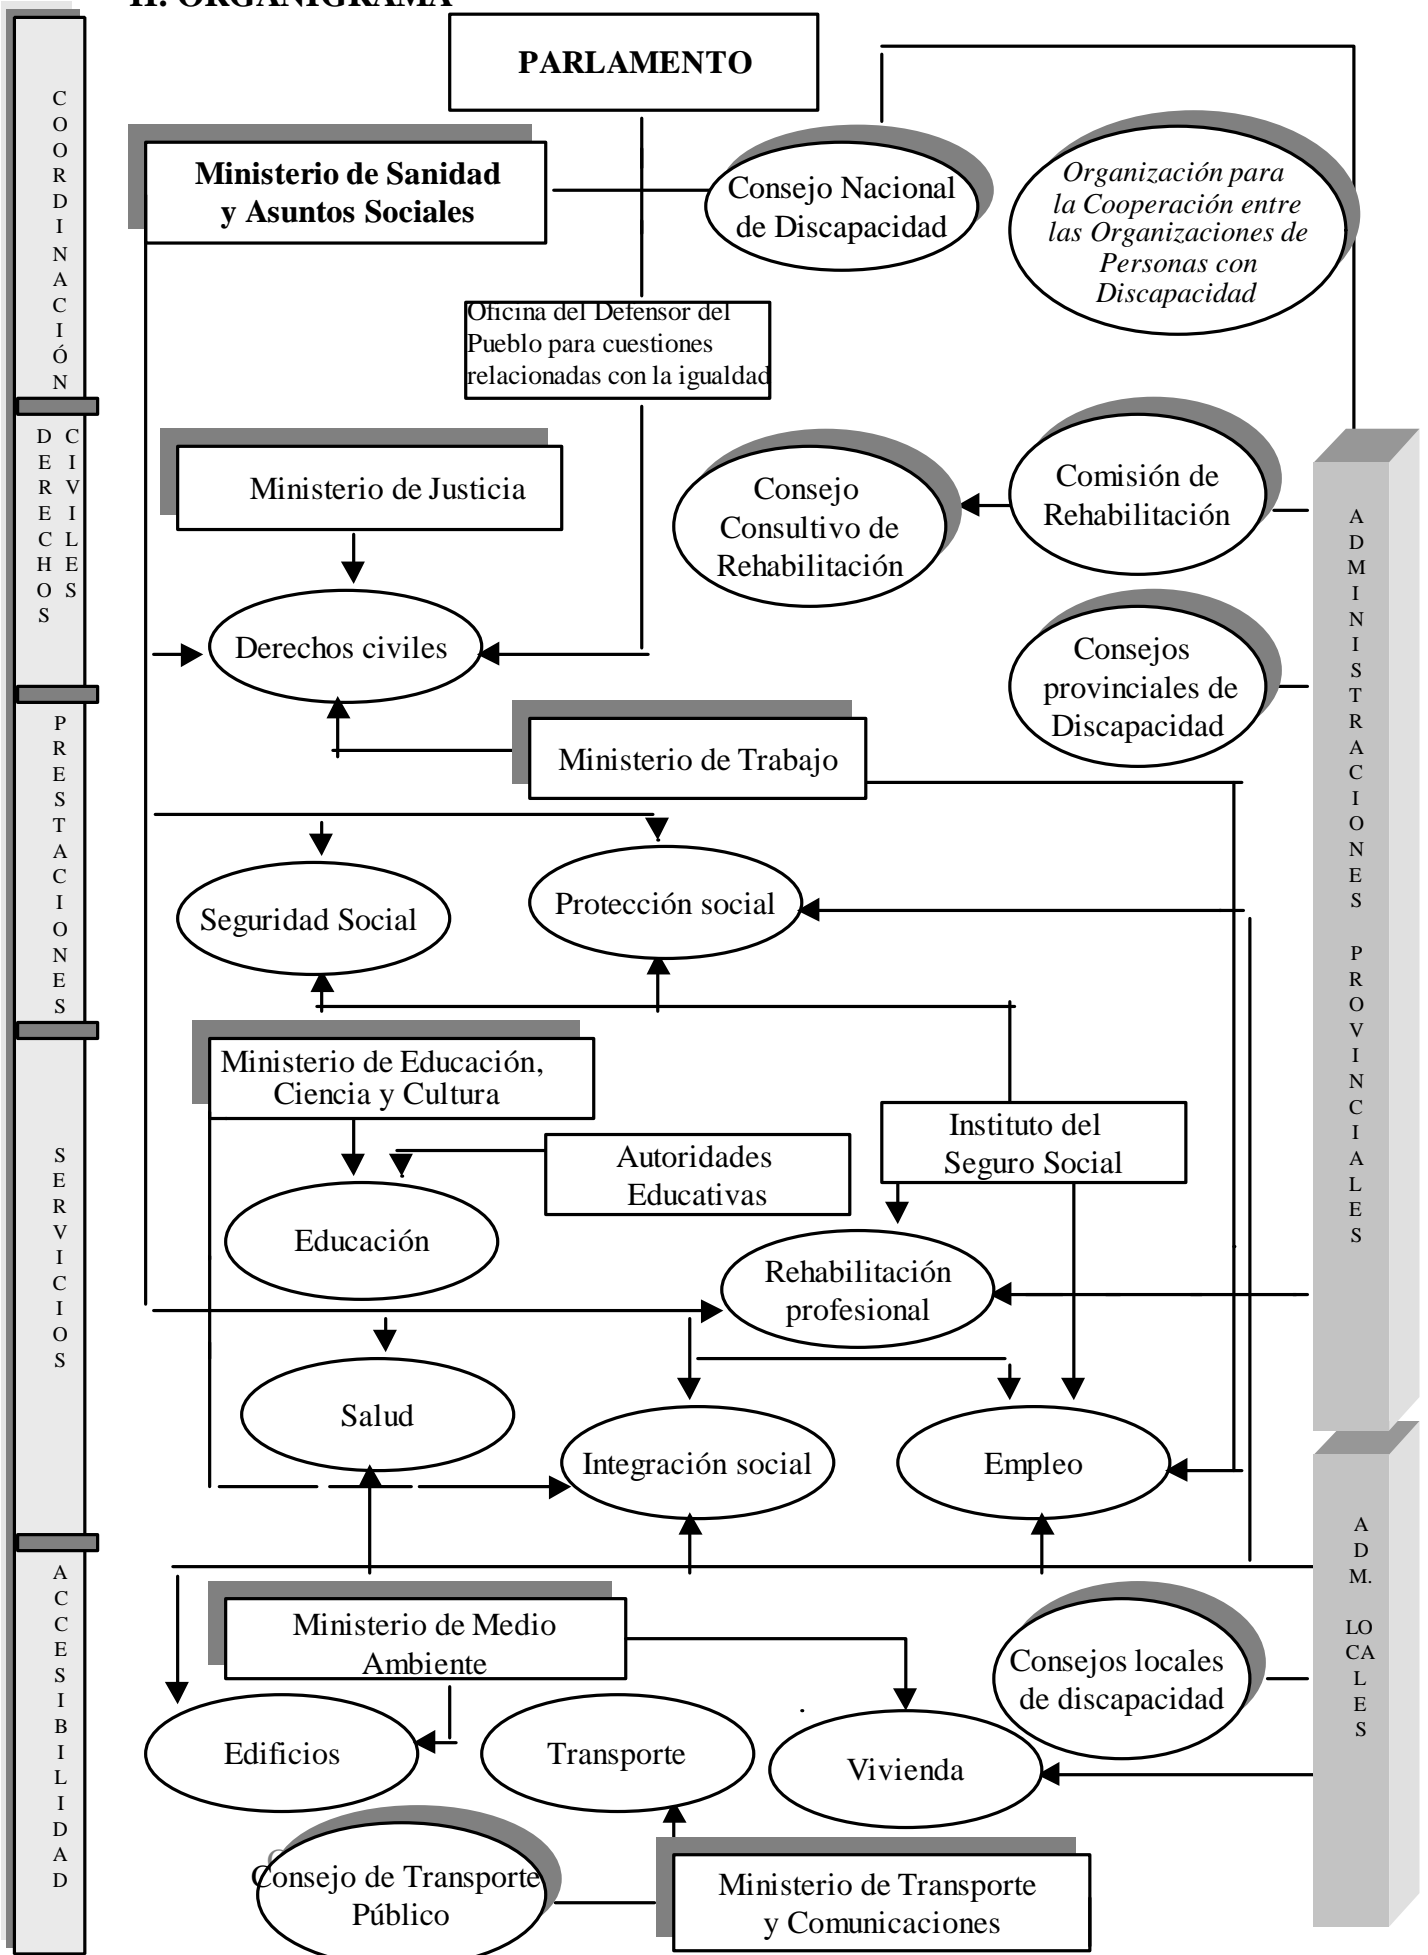 II. ORGANIGRAMA
PARLAMENTO
COORDINACIÓN
Ministerio de Sanidad
y Asuntos Sociales
Consejo Nacional
de Discapacidad
Organización para
la Cooperación entre
las Organizaciones de
Personas con
Discapacidad
Oficina del Defensor del
Pueblo para cuestiones
relacionadas con la igualdad
DERECHOS
CIVILES
Ministerio de Justicia
Consejo
Consultivo de
Rehabilitación
Comisión de
Rehabilitación
Derechos civiles
Consejos
provinciales de
Discapacidad
ADMINISTRACIONES PROVINCIALES
PRESTACIONES
Ministerio de Trabajo
Seguridad Social
Protección social
SERVICIOS
Ministerio de Educación,
Ciencia y Cultura
Autoridades
Educativas
Instituto del
Seguro Social
Educación
Rehabilitación
profesional
Salud
Integración social
Empleo
ADM. LOCALES
ACCESIBILIDAD
Ministerio de Medio
Ambiente
Consejos locales
de discapacidad
Edificios
Transporte
Vivienda
Consejo de Transporte
Público
Ministerio de Transporte
y Comunicaciones